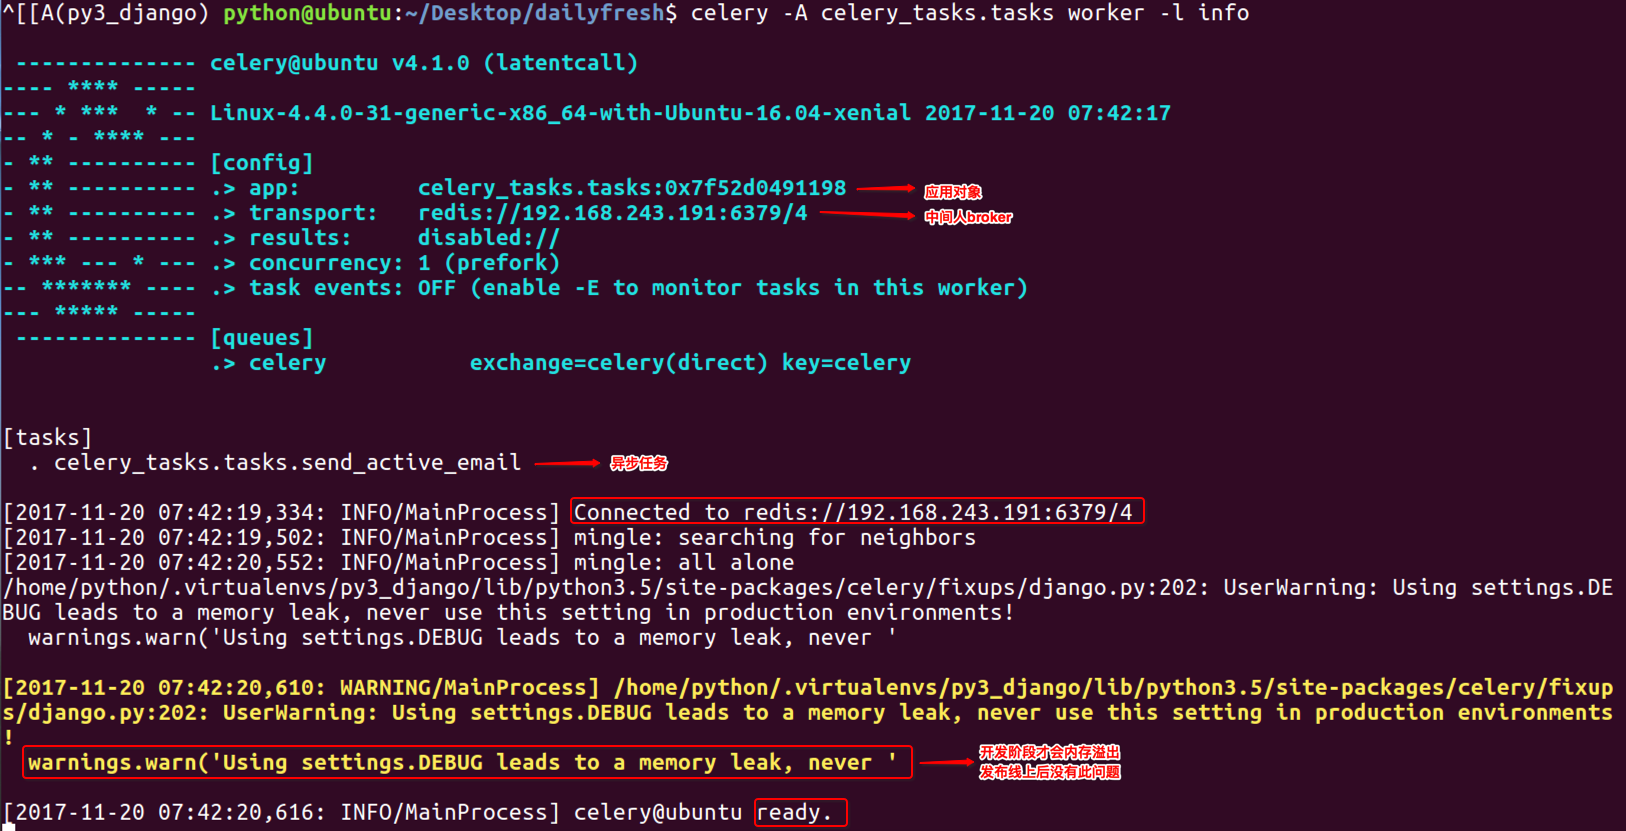 ^[[A(py3_django) python@ubuntu:~/Desktop/dailyfresh$ celery -A celery_tasks.tasks worker -l info
 -------------- celery@ubuntu v4.1.0 (latentcall)
---- **** -----
--- * ***  * -- Linux-4.4.0-31-generic-x86_64-with-Ubuntu-16.04-xenial 2017-11-20 07:42:17
-- * - **** ---
- ** ---------- [config]
- ** ---------- .> app:         celery_tasks.tasks:0x7f52d0491198 应用对象
- ** ---------- .> transport:   redis://192.168.243.191:6379/4 中间人broker
- ** ---------- .> results:     disabled://
- *** --- * --- .> concurrency: 1 (prefork)
-- ******* ---- .> task events: OFF (enable -E to monitor tasks in this worker)
--- ***** -----
 -------------- [queues]
                .> celery           exchange=celery(direct) key=celery
[tasks]
  . celery_tasks.tasks.send_active_email 异步任务
[2017-11-20 07:42:19,334: INFO/MainProcess] Connected to redis://192.168.243.191:6379/4
[2017-11-20 07:42:19,502: INFO/MainProcess] mingle: searching for neighbors
[2017-11-20 07:42:20,552: INFO/MainProcess] mingle: all alone
/home/python/.virtualenvs/py3_django/lib/python3.5/site-packages/celery/fixups/django.py:202: UserWarning: Using settings.DE
BUG leads to a memory leak, never use this setting in production environments!
  warnings.warn('Using settings.DEBUG leads to a memory leak, never '
[2017-11-20 07:42:20,610: WARNING/MainProcess] /home/python/.virtualenvs/py3_django/lib/python3.5/site-packages/celery/fixup
s/django.py:202: UserWarning: Using settings.DEBUG leads to a memory leak, never use this setting in production environments
!
  warnings.warn('Using settings.DEBUG leads to a memory leak, never '
开发阶段才会内存溢出
发布线上后没有此问题
[2017-11-20 07:42:20,616: INFO/MainProcess] celery@ubuntu ready.